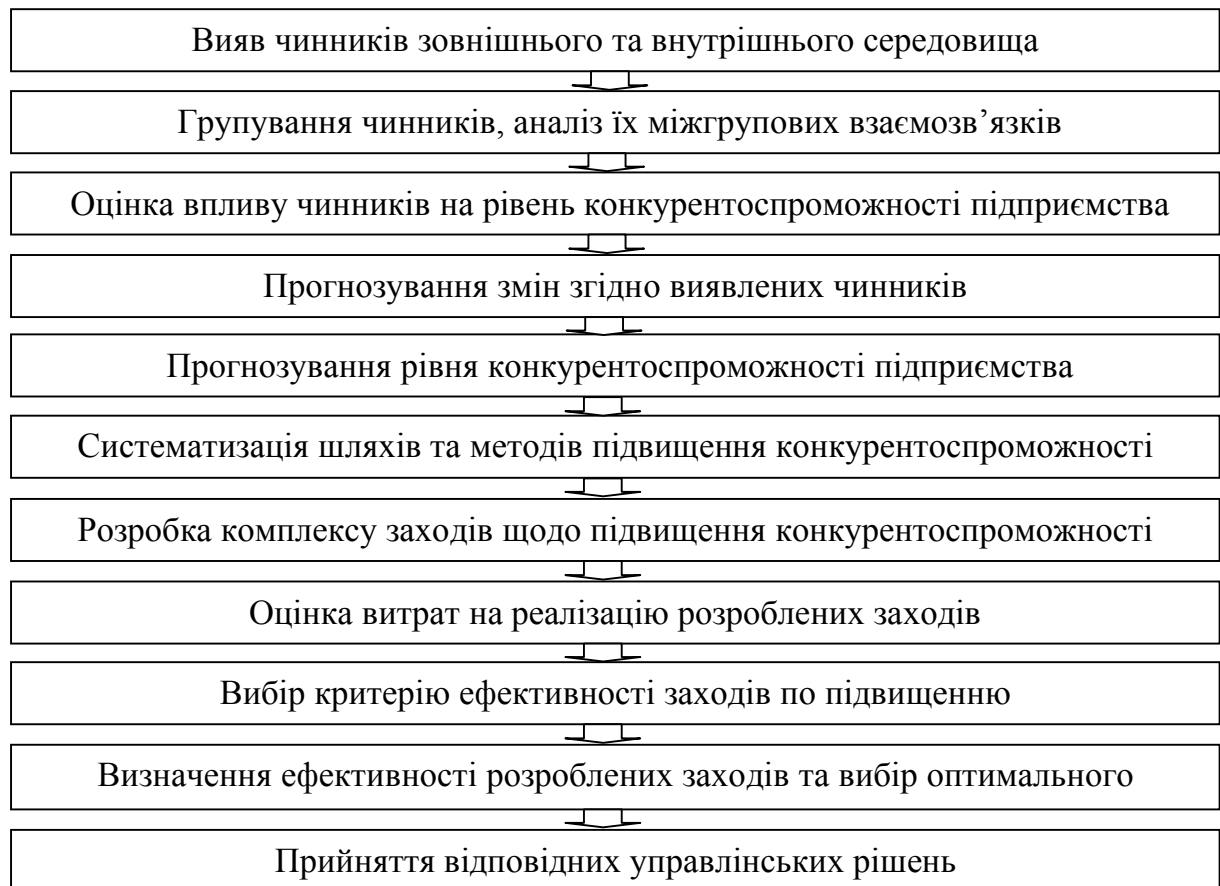 Вияв чинників зовнішнього та внутрішнього середовища
Групування чинників, аналіз їх міжгрупових взаємозв’язків
Оцінка впливу чинників на рівень конкурентоспроможності підприємства
Прогнозування змін згідно виявлених чинників
Прогнозування рівня конкурентоспроможності підприємства
Систематизація шляхів та методів підвищення конкурентоспроможності
Розробка комплексу заходів щодо підвищення конкурентоспроможності
Оцінка витрат на реалізацію розроблених заходів
Вибір критерію ефективності заходів по підвищенню
Визначення ефективності розроблених заходів та вибір оптимального
Прийняття відповідних управлінських рішень